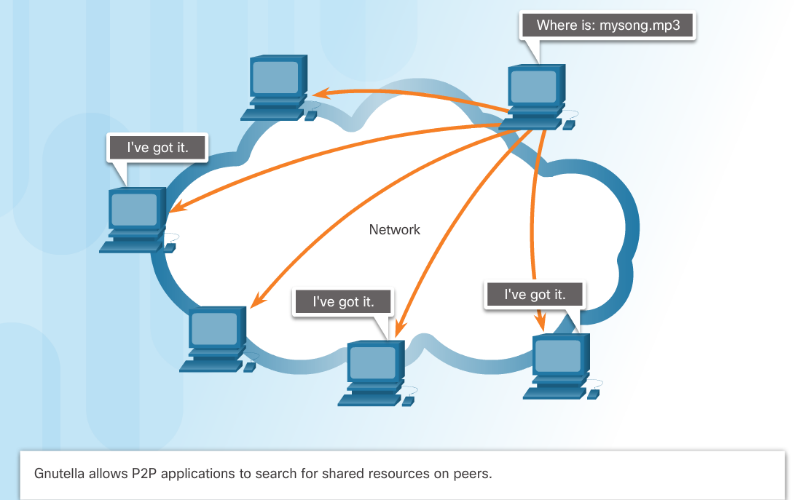 Where is: mysong.mp3
I've got it.
Network
I've got it.
I've got it.
Gnutella allows P2P applications to search for shared resources on peers.